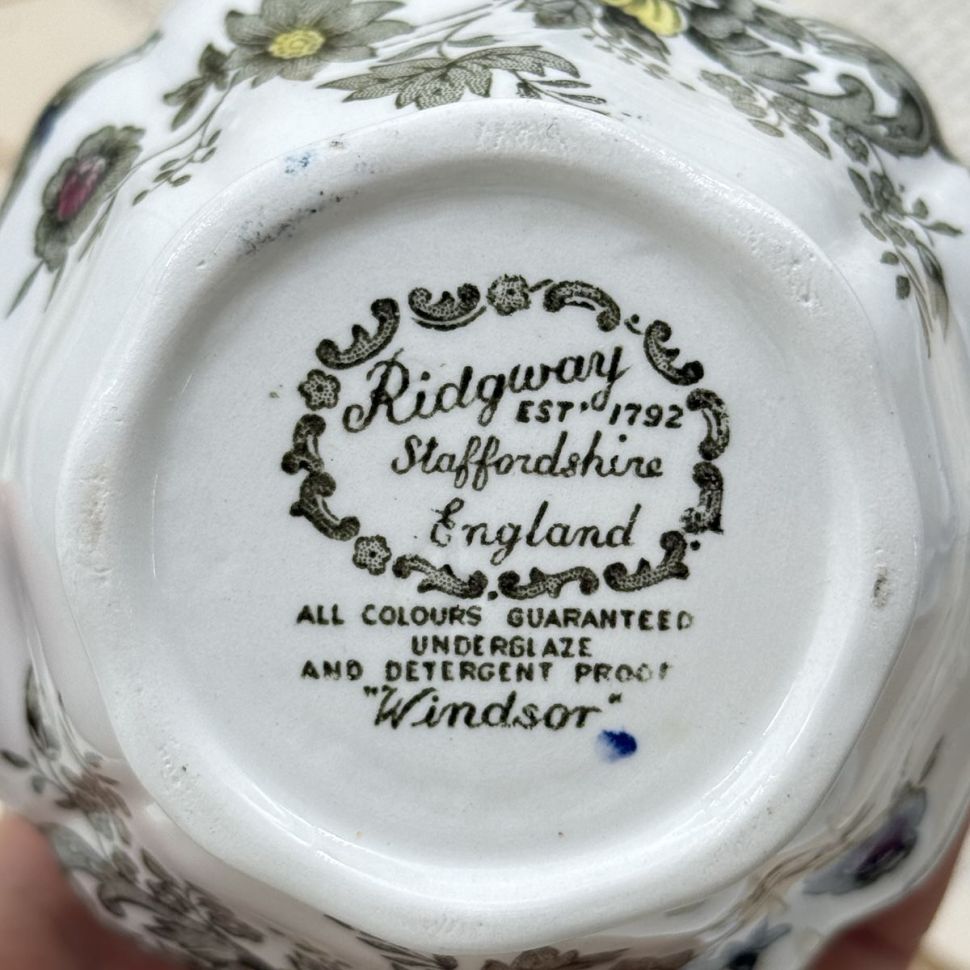 Ridgway
EST' 1792
Staffordshire
England
ALL COLOURS GUARANTEED
UNDERGLAZE
AND DETERGENT PROOF
"Windsor"